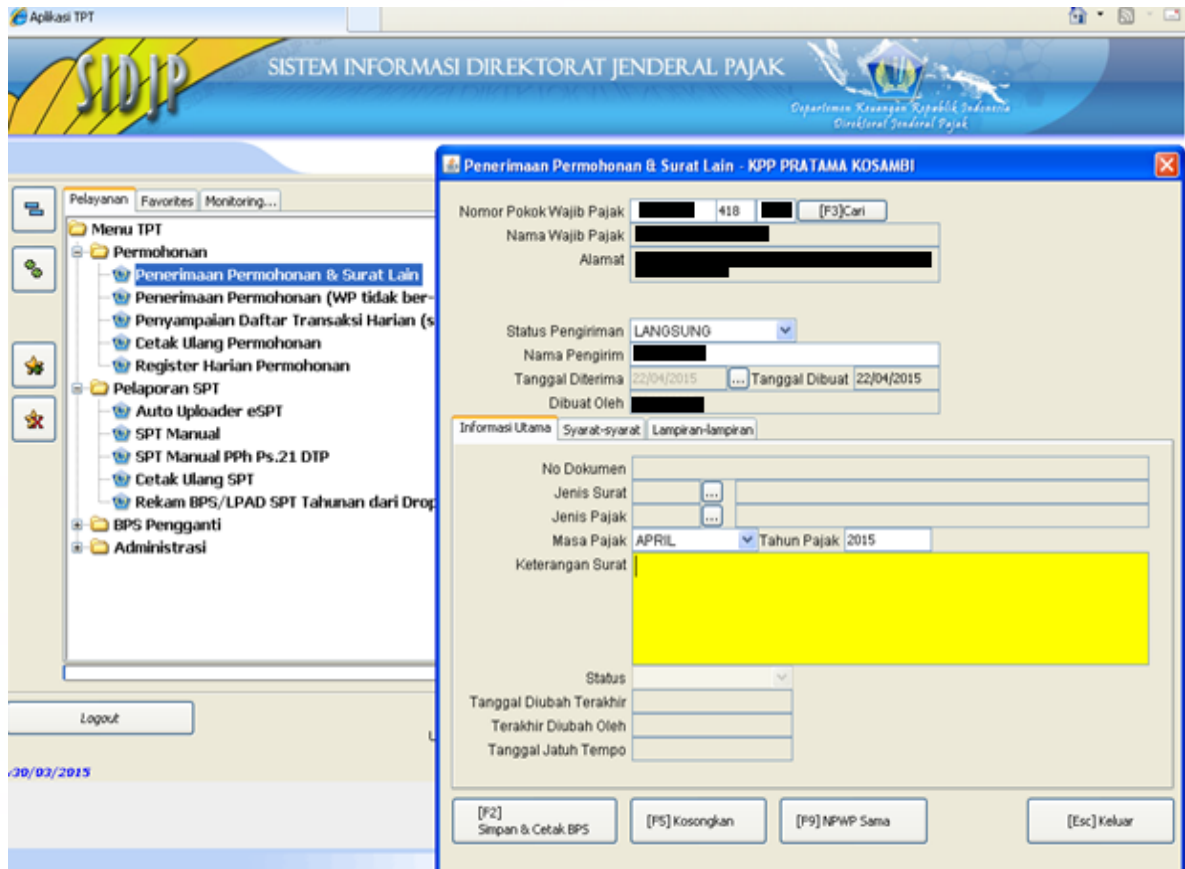 Aplikasi TPT
SIDJP
SISTEM INFORMASI DIREKTORAT JENDERAL PAJAK
Departemen Keuangan Republik Indonesia
Direktorat Jenderal Pajak
Pelayanan Favorites Monitoring...
Menu TPT
Permohonan
Penerimaan Permohonan & Surat Lain
Penerimaan Permohonan (WP tidak ber-
Penyampaian Daftar Transaksi Harian (s
Cetak Ulang Permohonan
Register Harian Permohonan
Pelaporan SPT
Auto Uploader eSPT
SPT Manual
SPT Manual PPh Ps.21 DTP
Cetak Ulang SPT
Rekam BPS/LPAD SPT Tahunan dari Drop
BPS Pengganti
Administrasi
Logout
30/03/2015
Penerimaan Permohonan & Surat Lain - KPP PRATAMA KOSAMBI
Nomor Pokok Wajib Pajak 418 [F3]Cari
Nama Wajib Pajak
Alamat
Status Pengiriman LANGSUNG
Nama Pengirim
Tanggal Diterima 22/04/2015 ... Tanggal Dibuat 22/04/2015
Dibuat Oleh
Informasi Utama Syarat-syarat Lampiran-lampiran
No Dokumen
Jenis Surat ...
Jenis Pajak ...
Masa Pajak APRIL Tahun Pajak 2015
Keterangan Surat
Status
Tanggal Diubah Terakhir
Terakhir Diubah Oleh
Tanggal Jatuh Tempo
[F2]
Simpan & Cetak BPS
[F5] Kosongkan
[F9] NPWP Sama
[Esc] Keluar